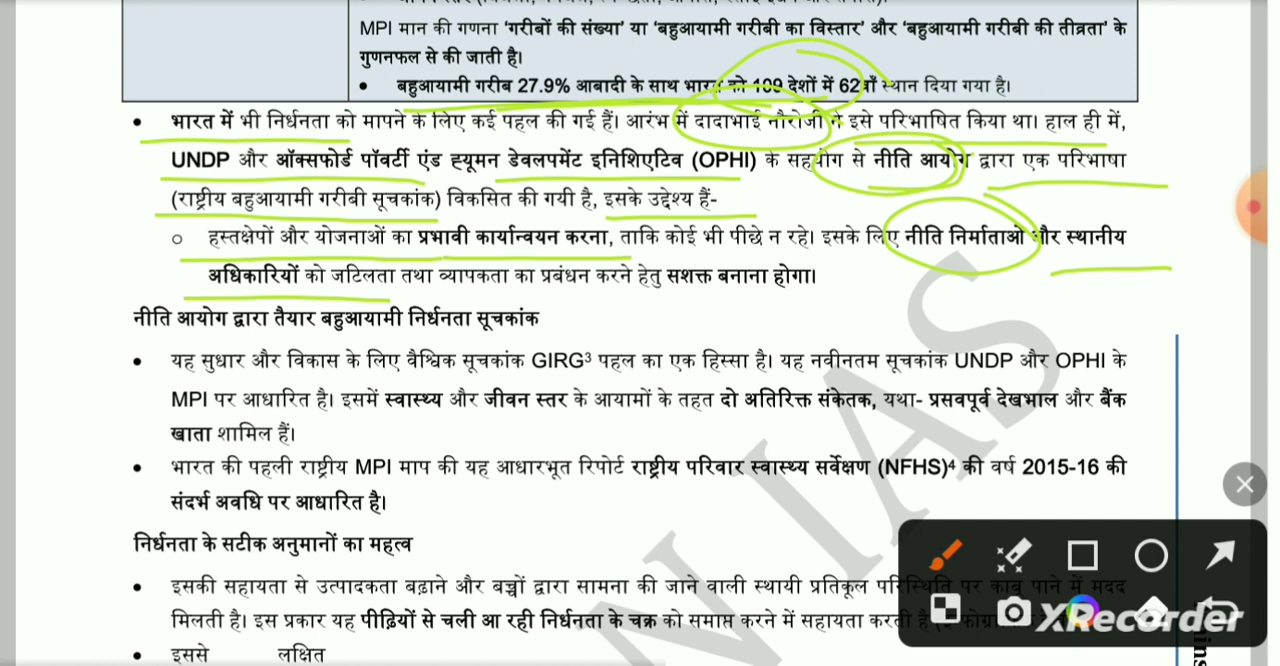 MPI मान की गणना ‘गरीबों की संख्या’ या ‘बहुआयामी गरीबी का विस्तार’ और ‘बहुआयामी गरीबी की तीव्रता’ के
गुणनफल से की जाती है।
• बहुआयामी गरीब 27.9% आबादी के साथ भारत को 109 देशों में 62वाँ स्थान दिया गया है।
• भारत में भी निर्धनता को मापने के लिए कई पहल की गई हैं। आरंभ में दादाभाई नौरोजी ने इसे परिभाषित किया था। हाल ही में,
UNDP और ऑक्सफोर्ड पॉवर्टी एंड ह्यूमन डेवलपमेंट इनिशिएटिव (OPHI) के सहयोग से नीति आयोग द्वारा एक परिभाषा
(राष्ट्रीय बहुआयामी गरीबी सूचकांक) विकसित की गयी है, इसके उद्देश्य हैं-
o हस्तक्षेपों और योजनाओं का प्रभावी कार्यान्वयन करना, ताकि कोई भी पीछे न रहे। इसके लिए नीति निर्माताओं और स्थानीय
अधिकारियों को जटिलता तथा व्यापकता का प्रबंधन करने हेतु सशक्त बनाना होगा।
नीति आयोग द्वारा तैयार बहुआयामी निर्धनता सूचकांक
• यह सुधार और विकास के लिए वैश्विक सूचकांक GIRG³ पहल का एक हिस्सा है। यह नवीनतम सूचकांक UNDP और OPHI के
MPI पर आधारित है। इसमें स्वास्थ्य और जीवन स्तर के आयामों के तहत दो अतिरिक्त संकेतक, यथा- प्रसवपूर्व देखभाल और बैंक
खाता शामिल हैं।
• भारत की पहली राष्ट्रीय MPI माप की यह आधारभूत रिपोर्ट राष्ट्रीय परिवार स्वास्थ्य सर्वेक्षण (NFHS)⁴ की वर्ष 2015-16 की
संदर्भ अवधि पर आधारित है।
निर्धनता के सटीक अनुमानों का महत्व
• इसकी सहायता से उत्पादकता बढ़ाने और बच्चों द्वारा सामना की जाने वाली स्थायी प्रतिकूल परिस्थिति पर काबू पाने में मदद
मिलती है। इस प्रकार यह पीढ़ियों से चली आ रही निर्धनता के चक्र को समाप्त करने में सहायता करती है
• इससे लक्षित
XRecorder